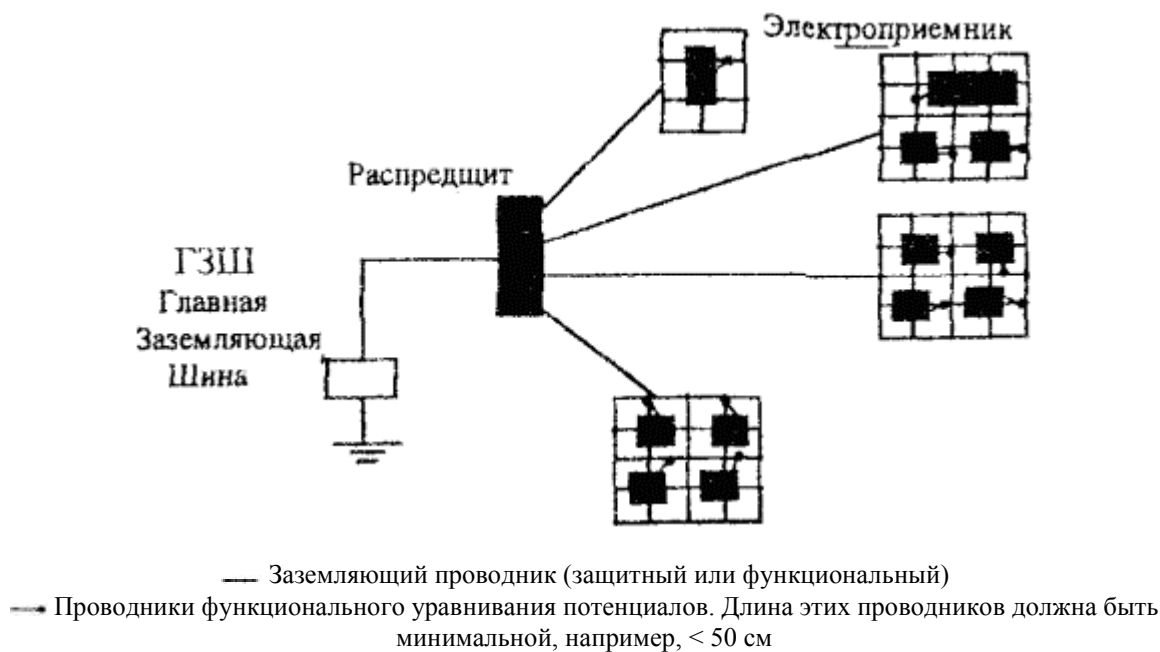 Электроприемник
Распредщит
ГЗШ
Главная
Заземляющая
Шина
Заземляющий проводник (защитный или функциональный)
Проводники функционального уравнивания потенциалов. Длина этих проводников должна быть
минимальной, например, < 50 см